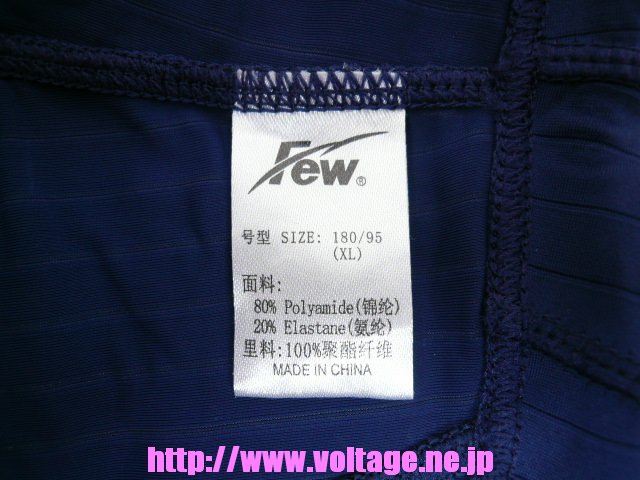 Few®
号型 SIZE: 180/95
(XL)
面料:
80% Polyamide(锦纶)
20% Elastane(氨纶)
里料:100%聚酯纤维
MADE IN CHINA
http://www.voltage.ne.jp